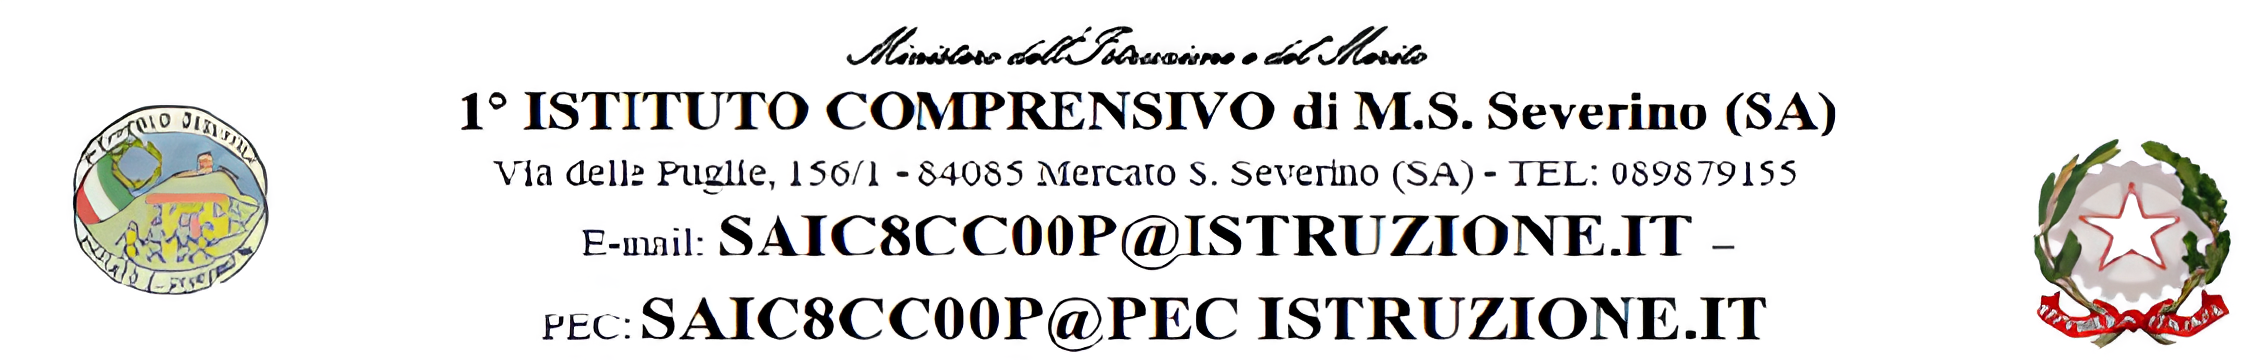 Ministero dell'Istruzione e del Merito
1° ISTITUTO COMPRENSIVO di M.S. Severino (SA)
Via delle Puglie, 156/1 - 84085 Mercato S. Severino (SA) - TEL: 089879155
E-mail: SAIC8CC00P@ISTRUZIONE.IT –
PEC: SAIC8CC00P@PEC ISTRUZIONE.IT